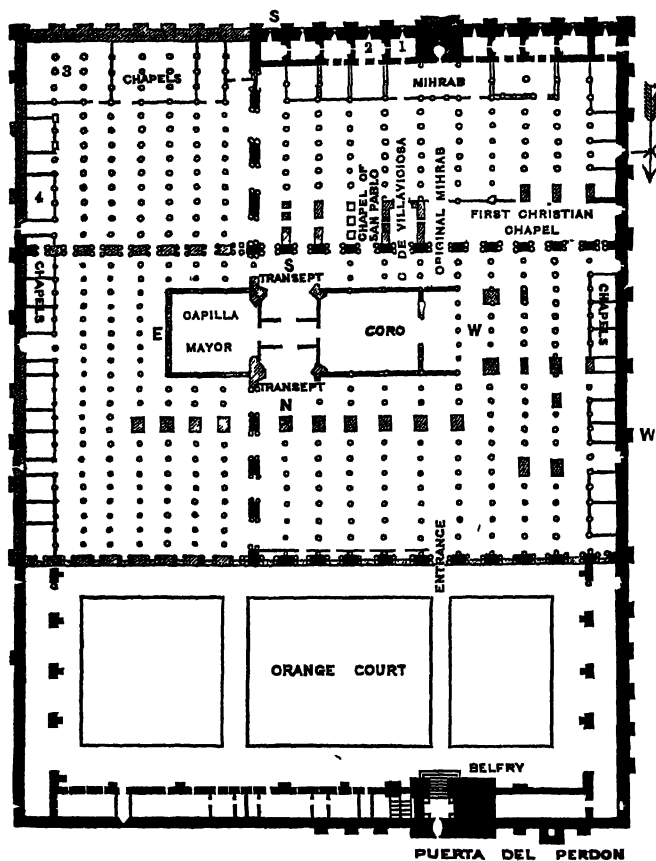 S
2
1
3
CHAPELS
MIHRAB
4
CHAPEL OF
SAN PABLO
C DE VILLAVICIOSA
ORIGINAL MIHRAB
FIRST CHRISTIAN
CHAPEL
CHAPELS
S
TRANSEPT
E
CAPILLA
MAYOR
CORO
W
CHAPELS
TRANSEPT
N
W
ENTRANCE
ORANGE COURT
BELFRY
PUERTA DEL PERDON